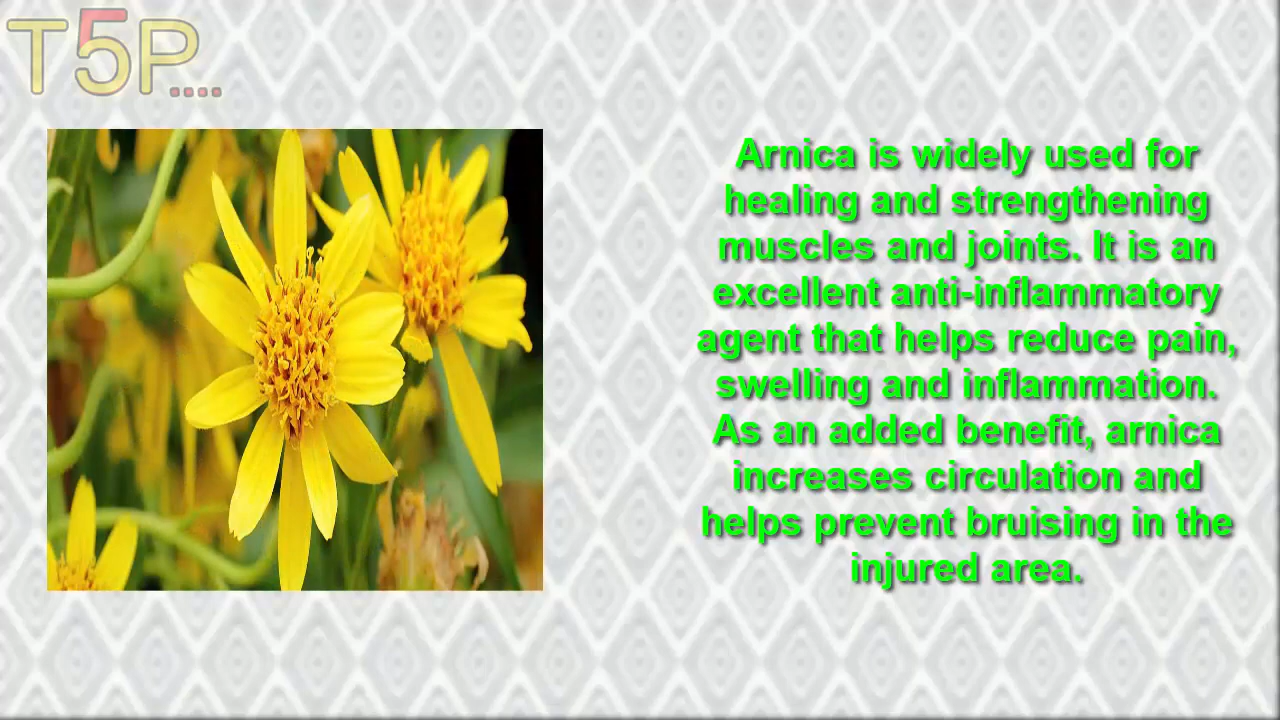 T5P....
Arnica is widely used for
healing and strengthening
muscles and joints. It is an
excellent anti-inflammatory
agent that helps reduce pain,
swelling and inflammation.
As an added benefit, arnica
increases circulation and
helps prevent bruising in the
injured area.